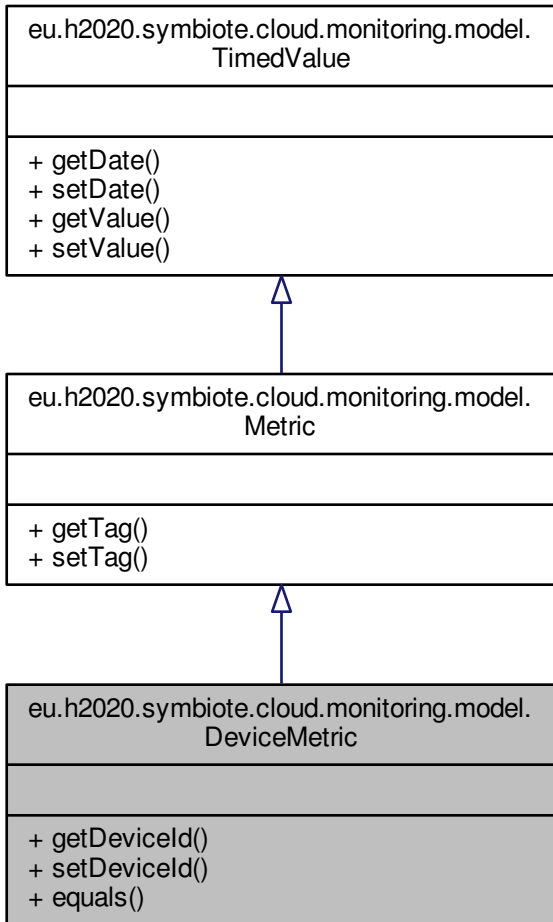 eu.h2020.symbiote.cloud.monitoring.model.
TimedValue
+ getDate()
+ setDate()
+ getValue()
+ setValue()
eu.h2020.symbiote.cloud.monitoring.model.
Metric
+ getTag()
+ setTag()
eu.h2020.symbiote.cloud.monitoring.model.
DeviceMetric
+ getDeviceId()
+ setDeviceId()
+ equals()